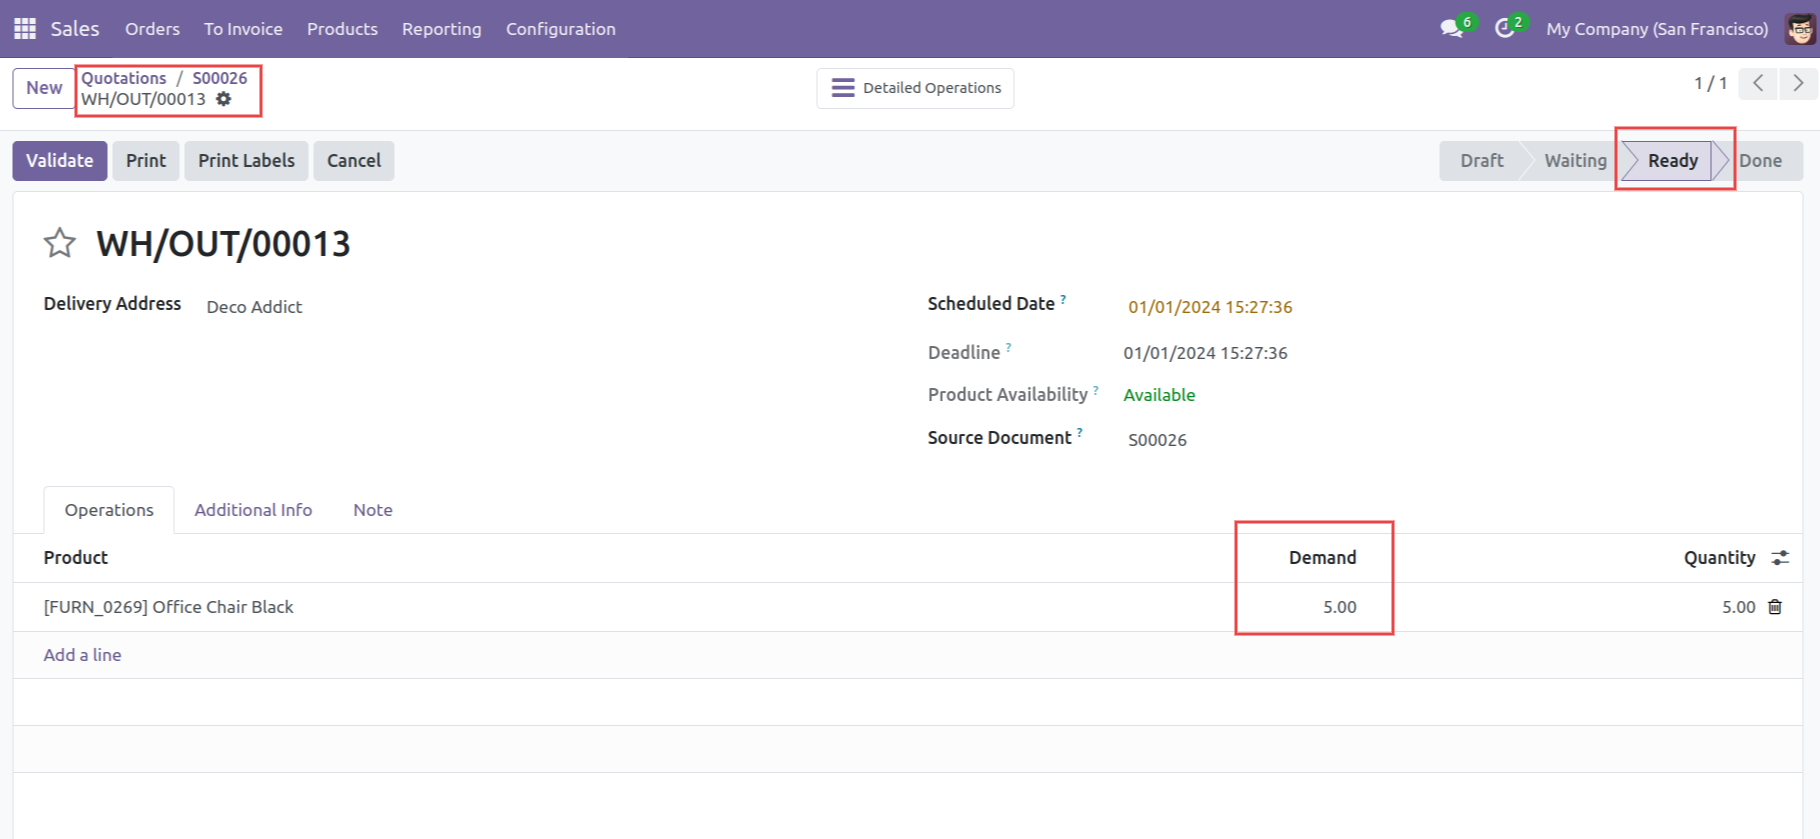 Sales Orders To Invoice Products Reporting Configuration 6 2 My Company (San Francisco)
New Quotations / S00026 Detailed Operations 1 / 1
WH/OUT/00013
Validate Print Print Labels Cancel Draft Waiting Ready Done
WH/OUT/00013
Delivery Address Deco Addict Scheduled Date ? 01/01/2024 15:27:36
Deadline ? 01/01/2024 15:27:36
Product Availability ? Available
Source Document ? S00026
Operations Additional Info Note
Product Demand Quantity
[FURN_0269] Office Chair Black 5.00 5.00
Add a line